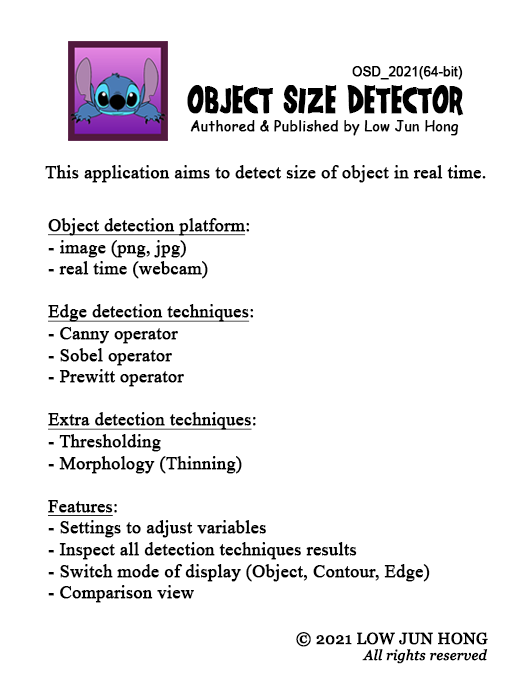 OSD_2021(64-bit)
OBJECT SIZE DETECTOR
Authored & Published by Low Jun Hong
This application aims to detect size of object in real time.
Object detection platform:
- image (png, jpg)
- real time (webcam)
Edge detection techniques:
- Canny operator
- Sobel operator
- Prewitt operator
Extra detection techniques:
- Thresholding
- Morphology (Thinning)
Features:
- Settings to adjust variables
- Inspect all detection techniques results
- Switch mode of display (Object, Contour, Edge)
- Comparison view
© 2021 LOW JUN HONG
All rights reserved